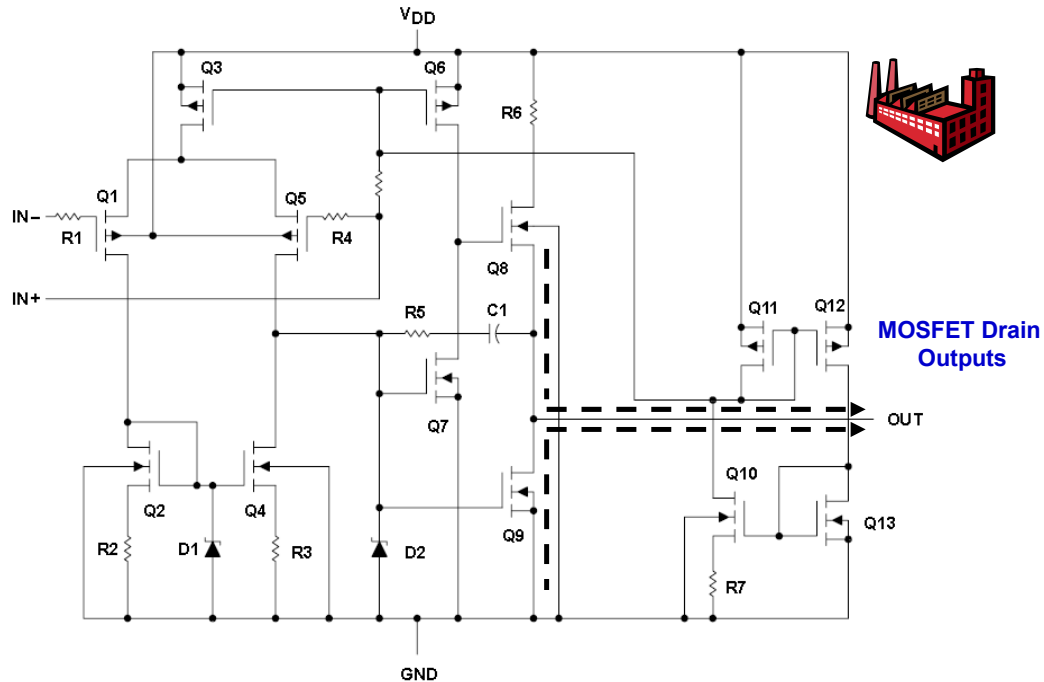 VDD
Q3
Q6
R6
Q1
Q5
IN−
R1
R4
Q8
IN+
R5
C1
Q11
Q12
MOSFET Drain
Outputs
Q7
OUT
Q2
Q4
Q10
Q9
Q13
R2
D1
R3
D2
R7
GND